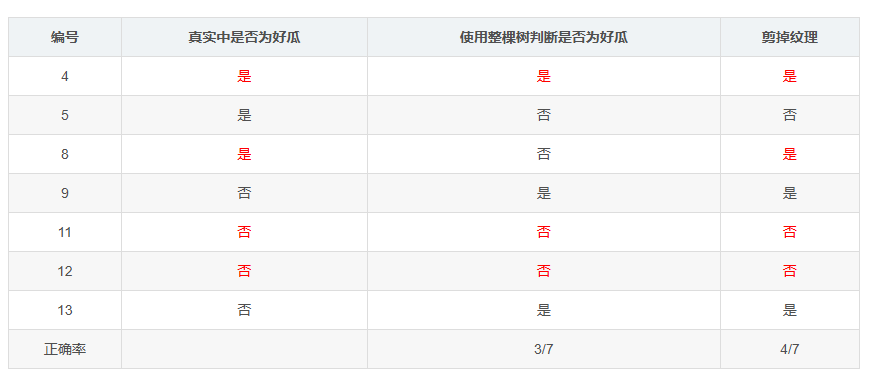 编号 真实中是否为好瓜 使用整棵树判断是否为好瓜 剪掉纹理
4 是 是 是
5 是 否 否
8 是 否 是
9 否 是 是
11 否 否 否
12 否 否 否
13 否 是 是
正确率 3/7 4/7